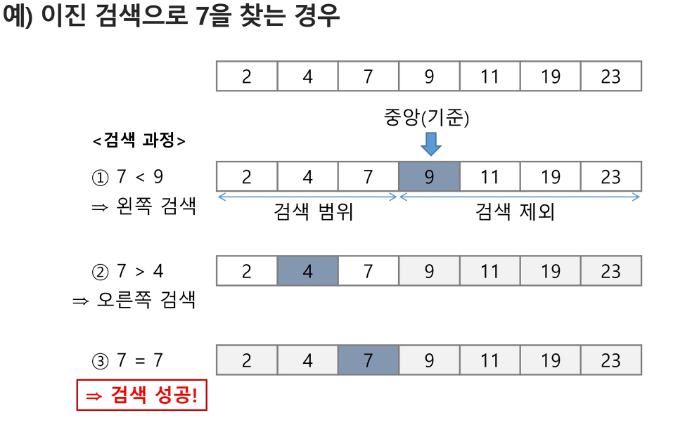 예) 이진 검색으로 7을 찾는 경우
2 4 7 9 11 19 23
중앙(기준)
<검색 과정>
① 7 < 9
2 4 7 9 11 19 23
⇒ 왼쪽 검색
검색 범위 검색 제외
② 7 > 4
2 4 7 9 11 19 23
⇒ 오른쪽 검색
③ 7 = 7
2 4 7 9 11 19 23
⇒ 검색 성공!